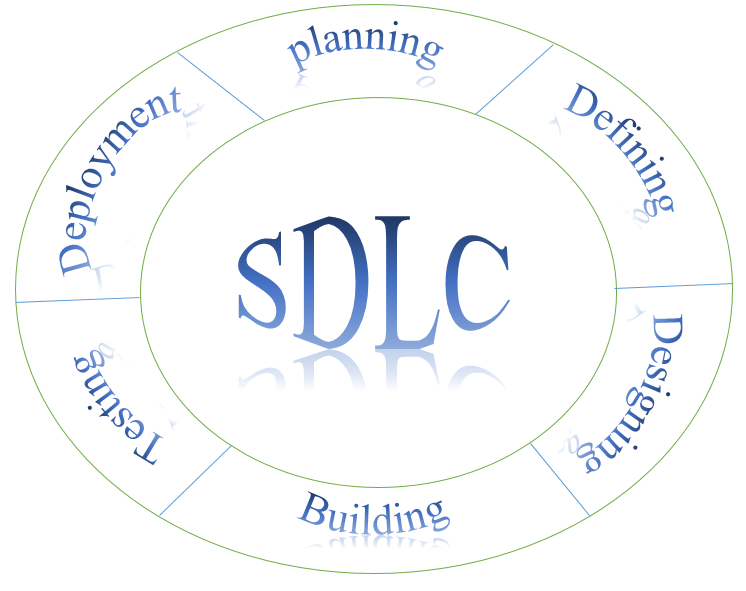 planning
Defining
Designing
Building
Testing
Deployment
SDLC